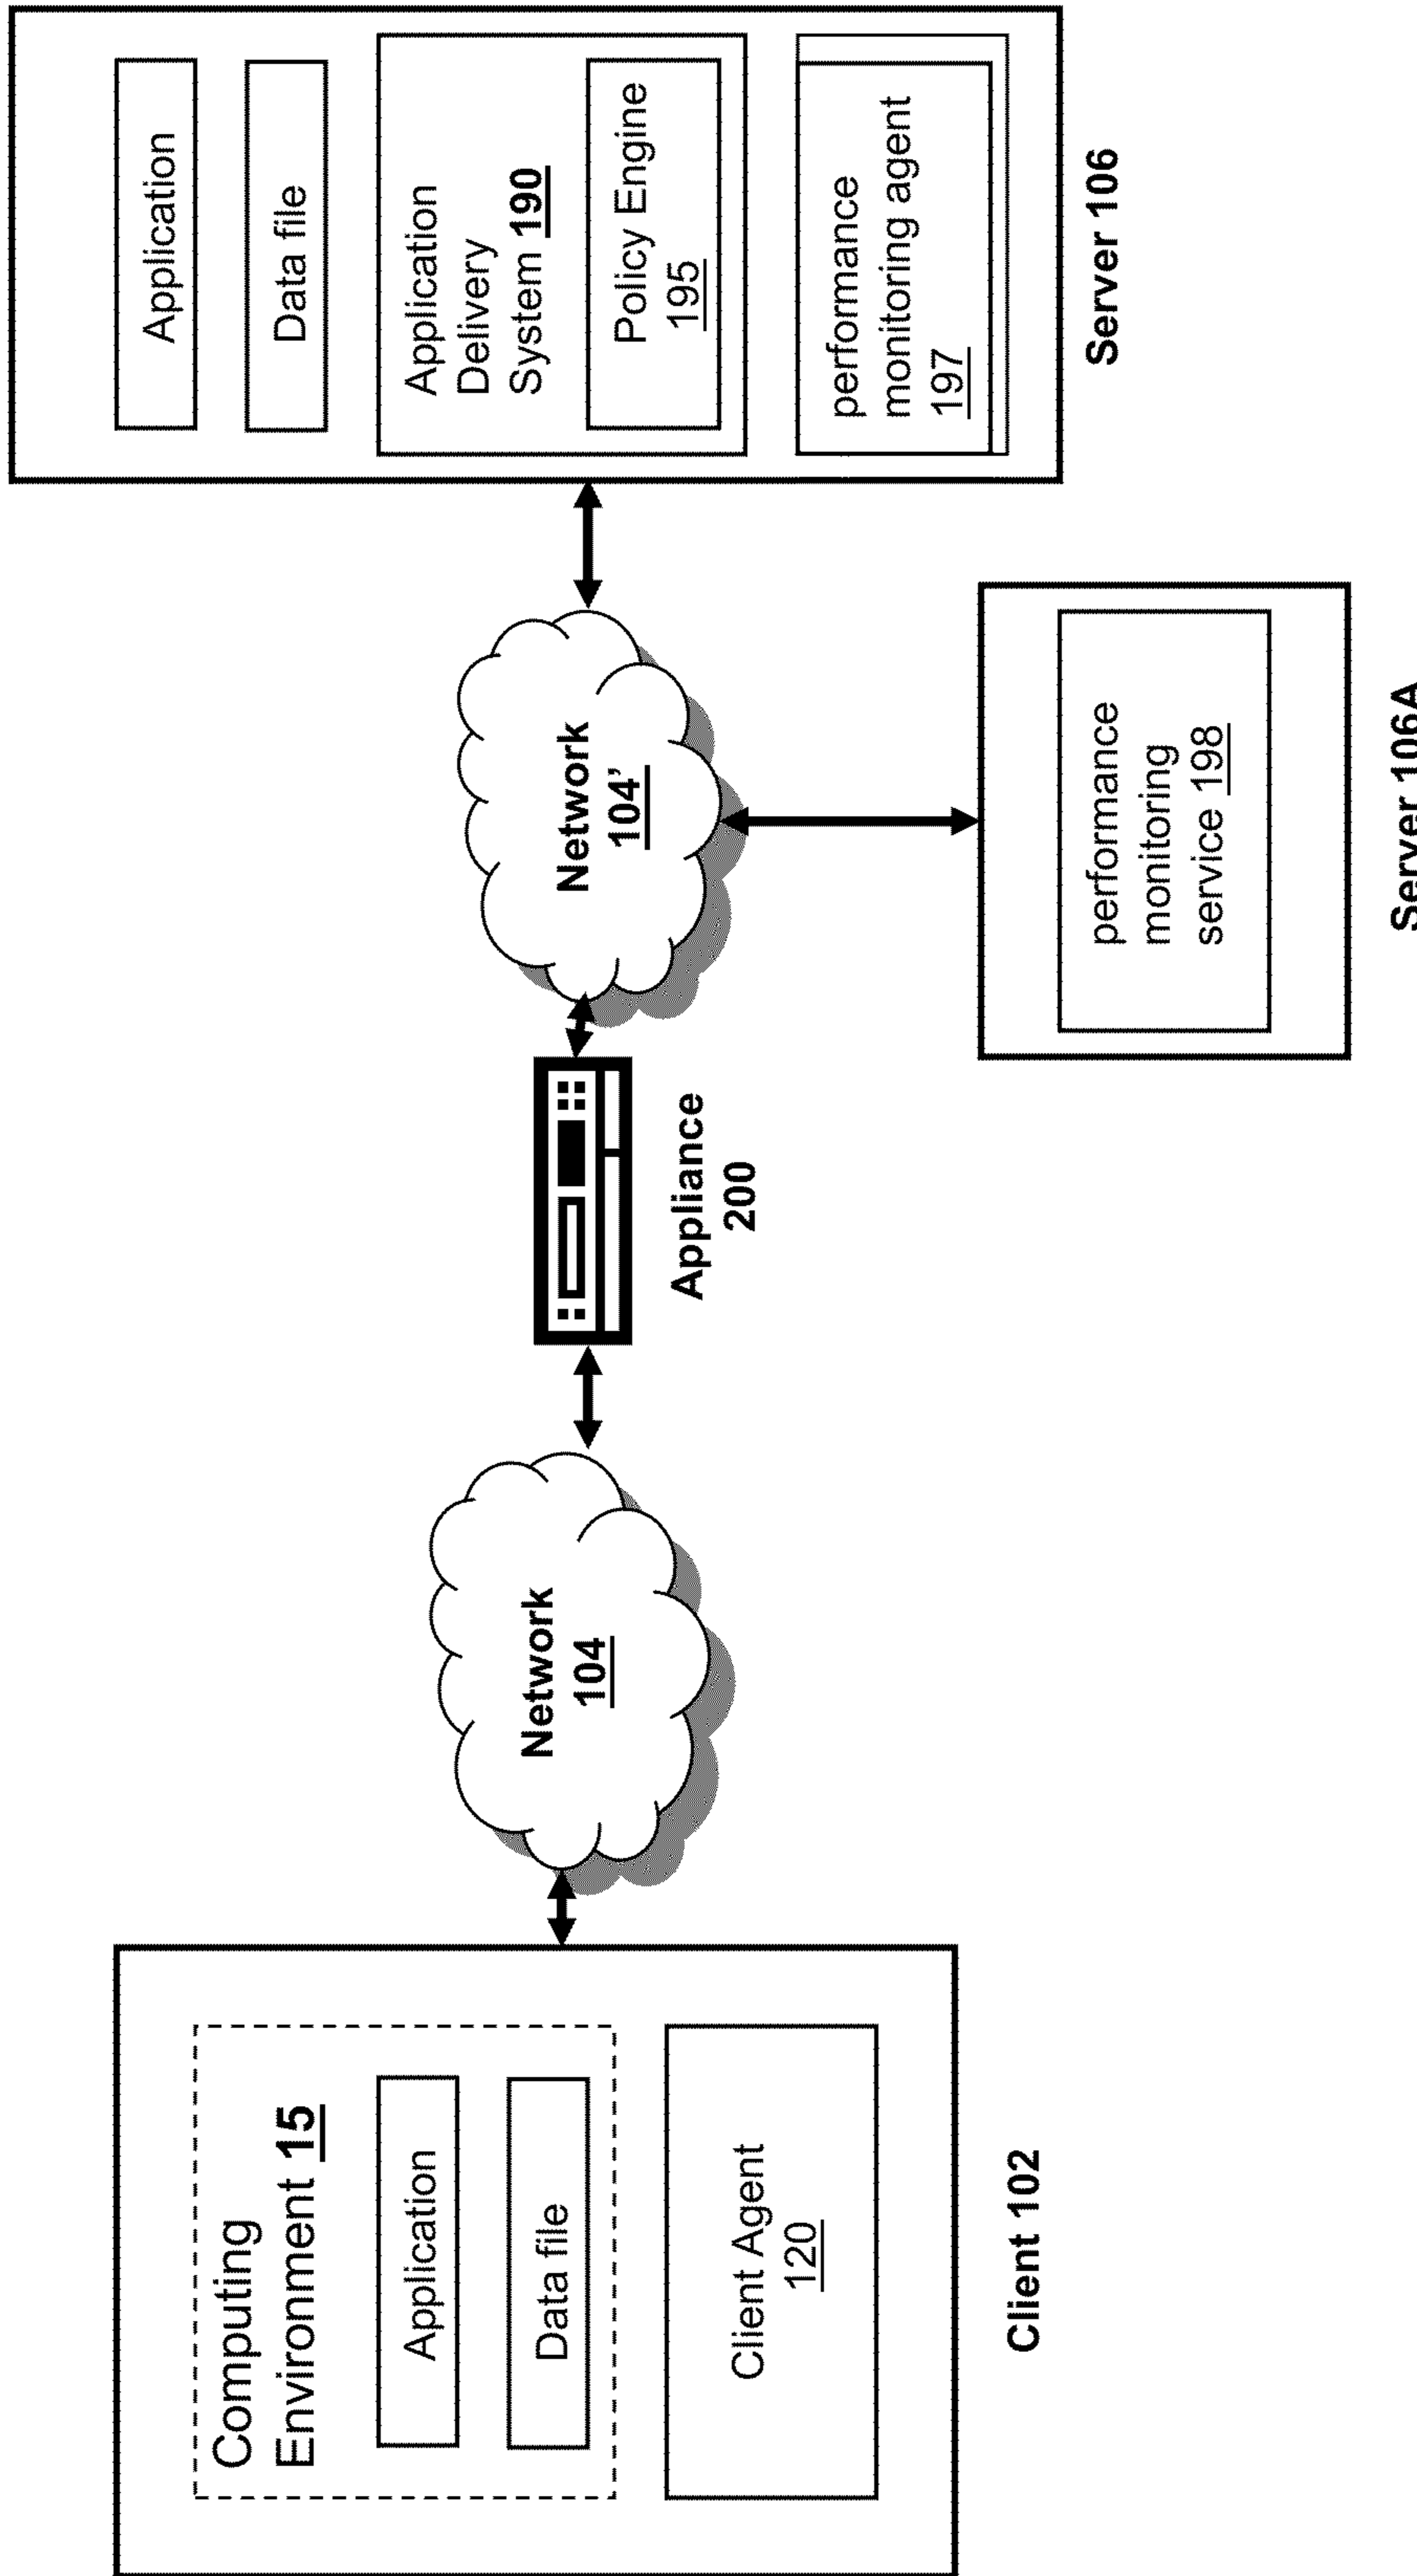 Computing
Environment 15
Application
Data file
Client Agent
120
Client 102
Network
104
Appliance
200
Network
104’
performance
monitoring
service 198
Server 106A
Application
Data file
Application
Delivery
System 190
Policy Engine
195
performance
monitoring agent
197
Server 106